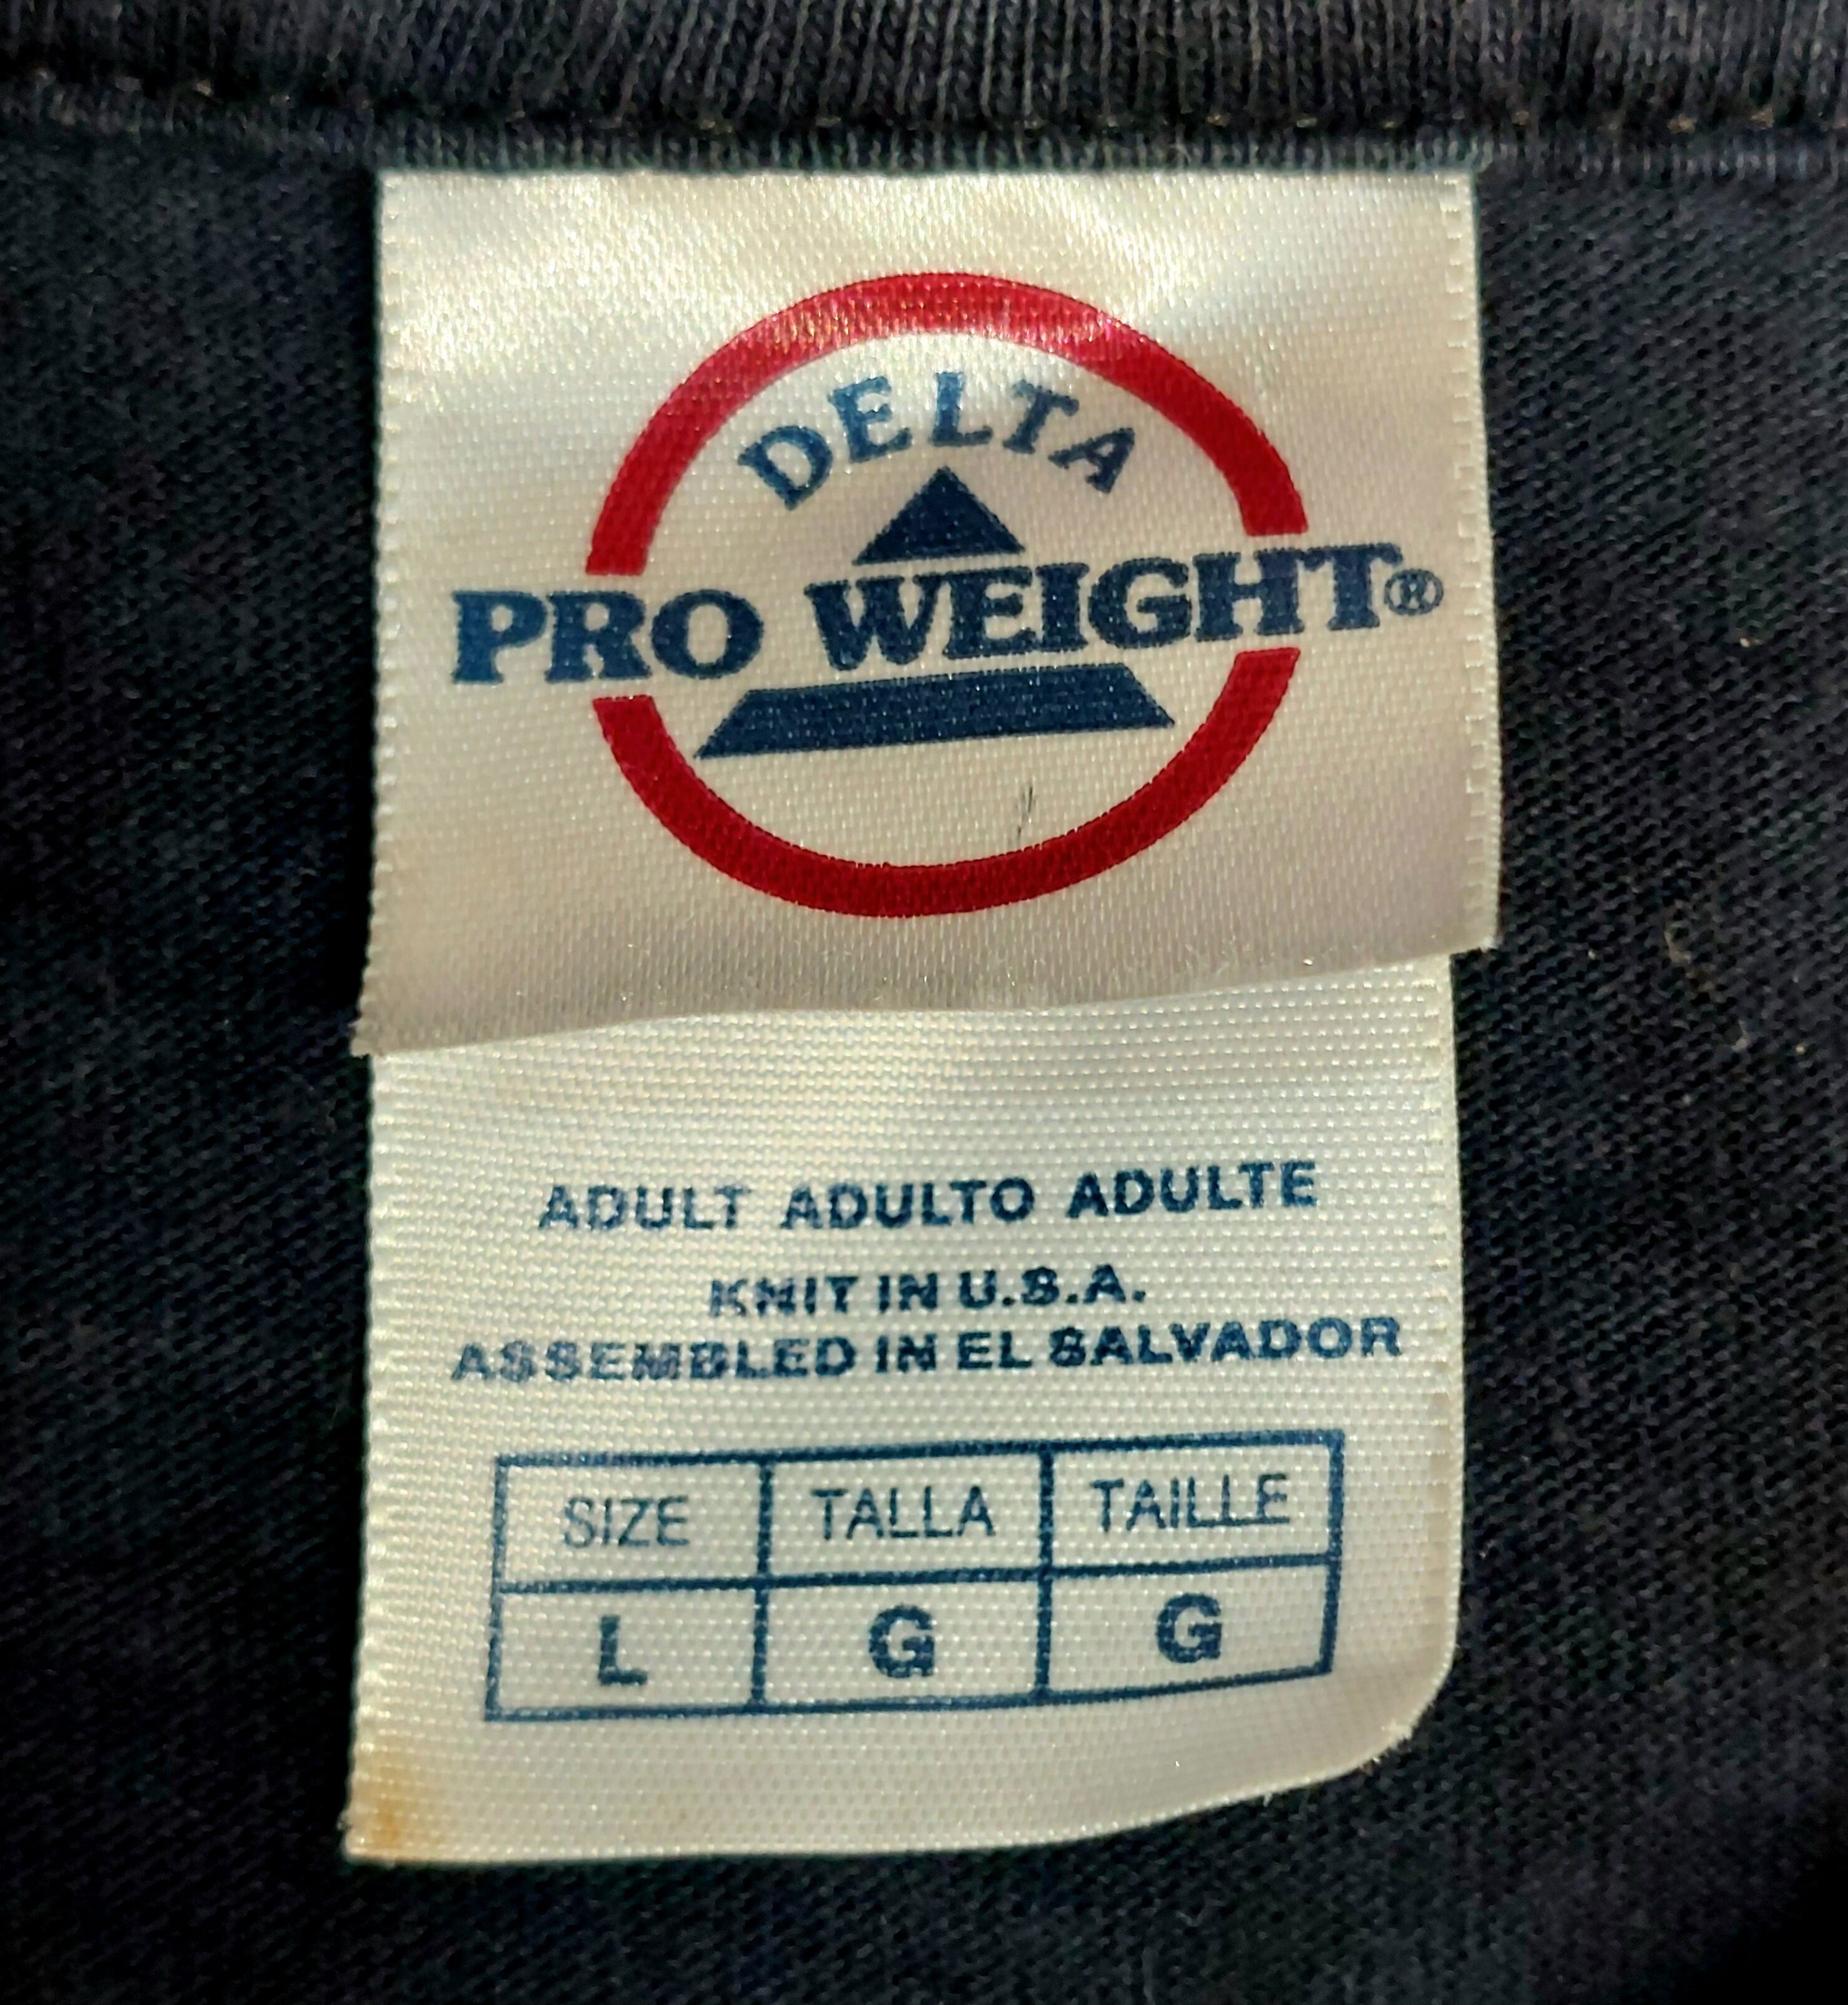 DELTA
PRO WEIGHT®
ADULT ADULTO ADULTE
KNIT IN U.S.A.
ASSEMBLED IN EL SALVADOR
SIZE TALLA TAILLE
L G G